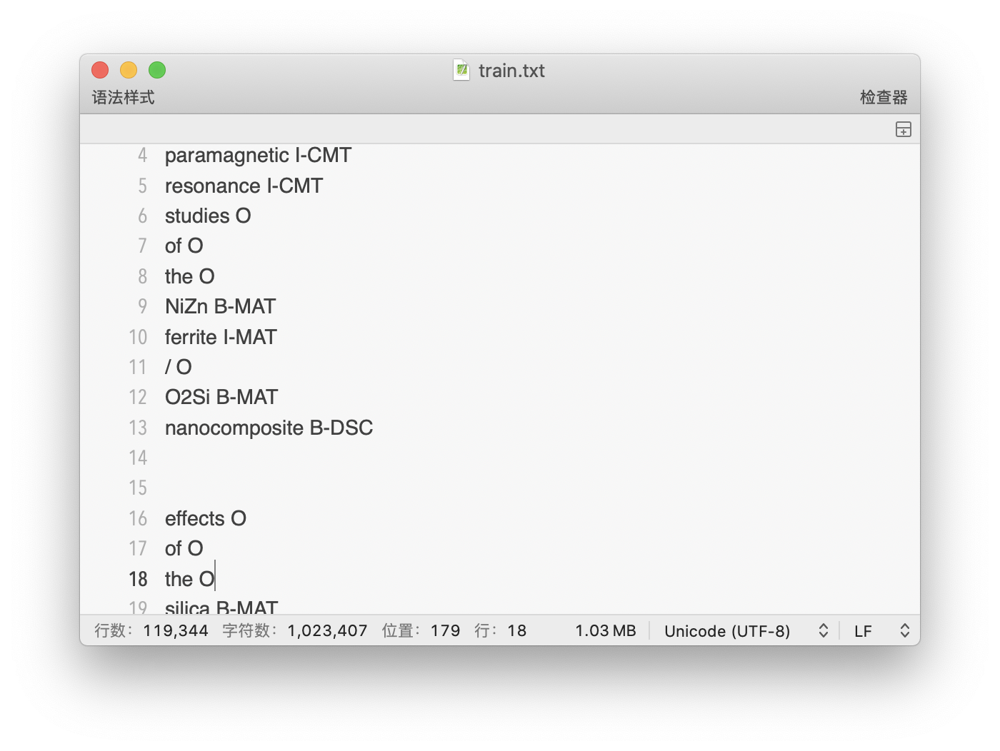 train.txt
语法样式 检查器
4 paramagnetic I-CMT
5 resonance I-CMT
6 studies O
7 of O
8 the O
9 NiZn B-MAT
10 ferrite I-MAT
11 / O
12 O2Si B-MAT
13 nanocomposite B-DSC
14
15
16 effects O
17 of O
18 the O
19 silica B-MAT
行数： 119,344 字符数： 1,023,407 位置： 179 行： 18 1.03 MB Unicode (UTF-8) LF